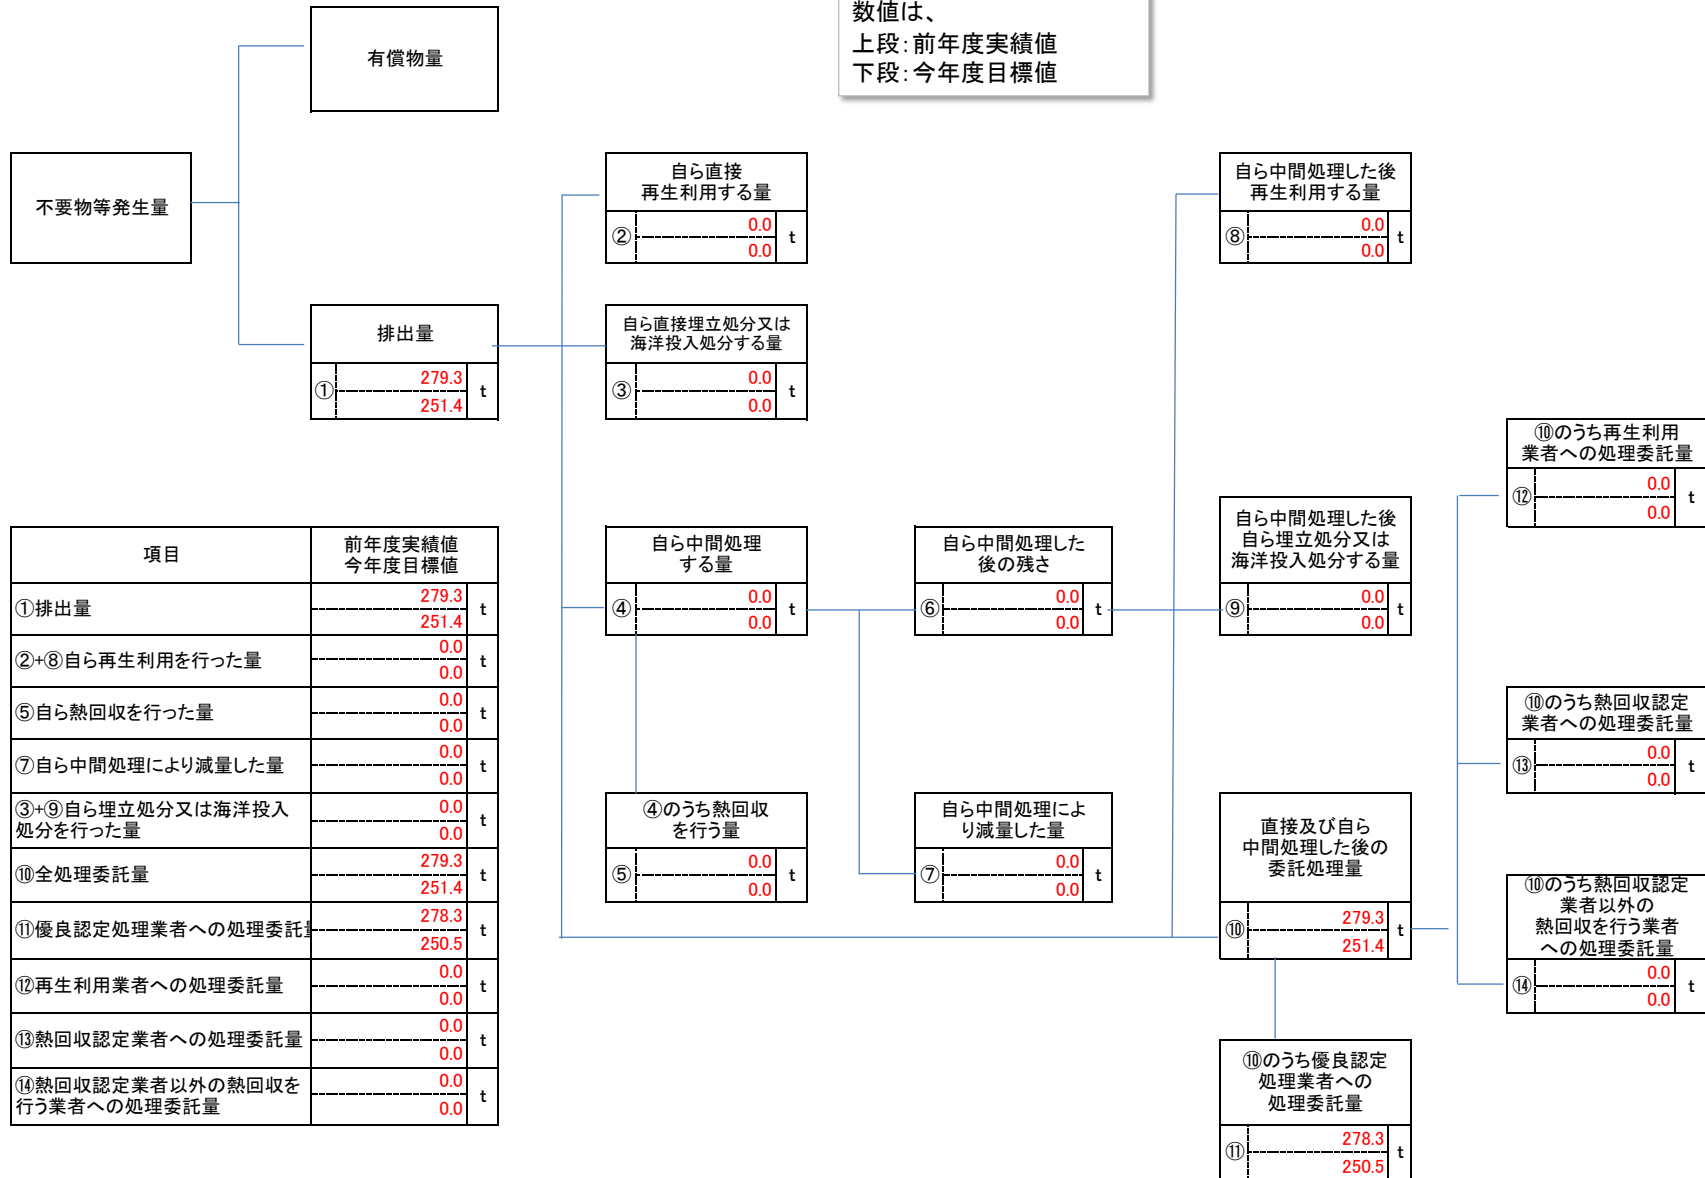 数値は、
上段：前年度実績値
下段：今年度目標値
有償物量
不要物等発生量
自ら直接
再生利用する量
② 0.0 t
0.0
自ら中間処理した後
再生利用する量
⑧ 0.0 t
0.0
排出量
① 279.3 t
251.4
自ら直接埋立処分又は
海洋投入処分する量
③ 0.0 t
0.0
⑩のうち再生利用
業者への処理委託量
⑫ 0.0 t
0.0
自ら中間処理
する量
④ 0.0 t
0.0
自ら中間処理した
後の残さ
⑥ 0.0 t
0.0
自ら中間処理した後
自ら埋立処分又は
海洋投入処分する量
⑨ 0.0 t
0.0
⑩のうち熱回収認定
業者への処理委託量
⑬ 0.0 t
0.0
④のうち熱回収
を行う量
⑤ 0.0 t
0.0
自ら中間処理によ
り減量した量
⑦ 0.0 t
0.0
直接及び自ら
中間処理した後の
委託処理量
⑩ 279.3 t
251.4
⑩のうち熱回収認定
業者以外の
熱回収を行う業者
への処理委託量
⑭ 0.0 t
0.0
⑩のうち優良認定
処理業者への
処理委託量
⑪ 278.3 t
250.5
項目 前年度実績値
今年度目標値
①排出量 279.3 t
251.4
②+⑧自ら再生利用を行った量 0.0 t
0.0
⑤自ら熱回収を行った量 0.0 t
0.0
⑦自ら中間処理により減量した量 0.0 t
0.0
③+⑨自ら埋立処分又は海洋投入
処分を行った量 0.0 t
0.0
⑩全処理委託量 279.3 t
251.4
⑪優良認定処理業者への処理委託 278.3 t
250.5
⑫再生利用業者への処理委託量 0.0 t
0.0
⑬熱回収認定業者への処理委託量 0.0 t
0.0
⑭熱回収認定業者以外の熱回収を
行う業者への処理委託量 0.0 t
0.0